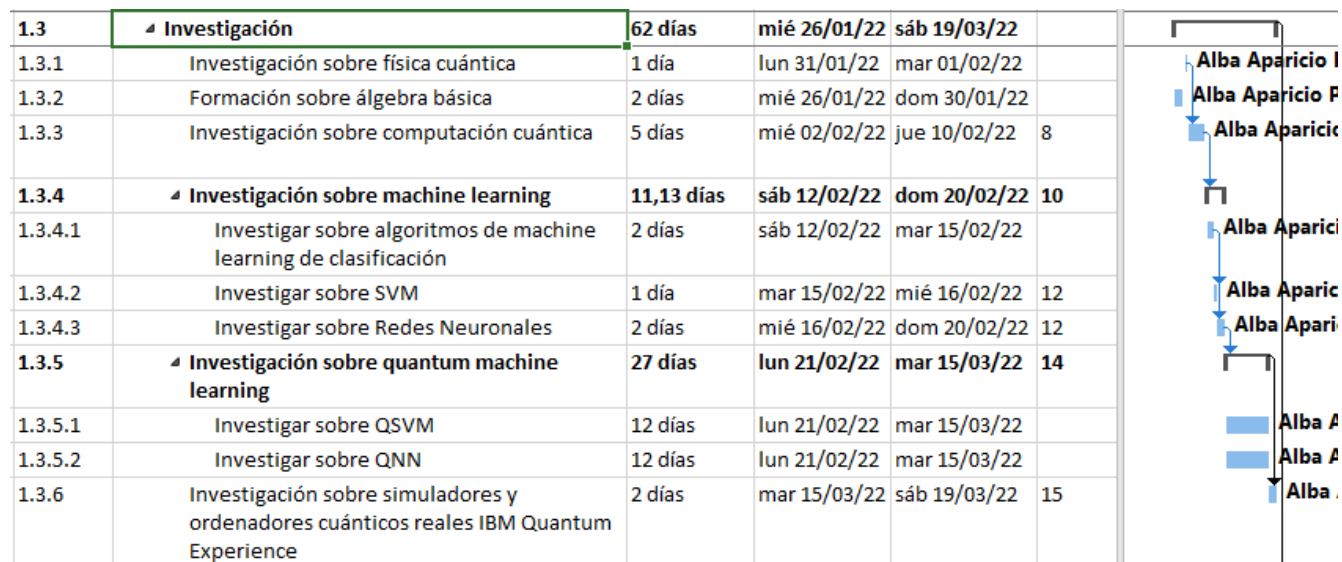 1.3 Investigación 62 días mié 26/01/22 sáb 19/03/22
1.3.1 Investigación sobre física cuántica 1 día lun 31/01/22 mar 01/02/22 Alba Aparicio
1.3.2 Formación sobre álgebra básica 2 días mié 26/01/22 dom 30/01/22 Alba Aparicio P
1.3.3 Investigación sobre computación cuántica 5 días mié 02/02/22 jue 10/02/22 8 Alba Aparicio
1.3.4 Investigación sobre machine learning 11,13 días sáb 12/02/22 dom 20/02/22 10
1.3.4.1 Investigar sobre algoritmos de machine 2 días sáb 12/02/22 mar 15/02/22 Alba Aparici
learning de clasificación
1.3.4.2 Investigar sobre SVM 1 día mar 15/02/22 mié 16/02/22 12 Alba Aparic
1.3.4.3 Investigar sobre Redes Neuronales 2 días mié 16/02/22 dom 20/02/22 12 Alba Apari
1.3.5 Investigación sobre quantum machine 27 días lun 21/02/22 mar 15/03/22 14
learning
1.3.5.1 Investigar sobre QSVM 12 días lun 21/02/22 mar 15/03/22 Alba A
1.3.5.2 Investigar sobre QNN 12 días lun 21/02/22 mar 15/03/22 Alba A
1.3.6 Investigación sobre simuladores y 2 días mar 15/03/22 sáb 19/03/22 15 Alba
ordenadores cuánticos reales IBM Quantum
Experience